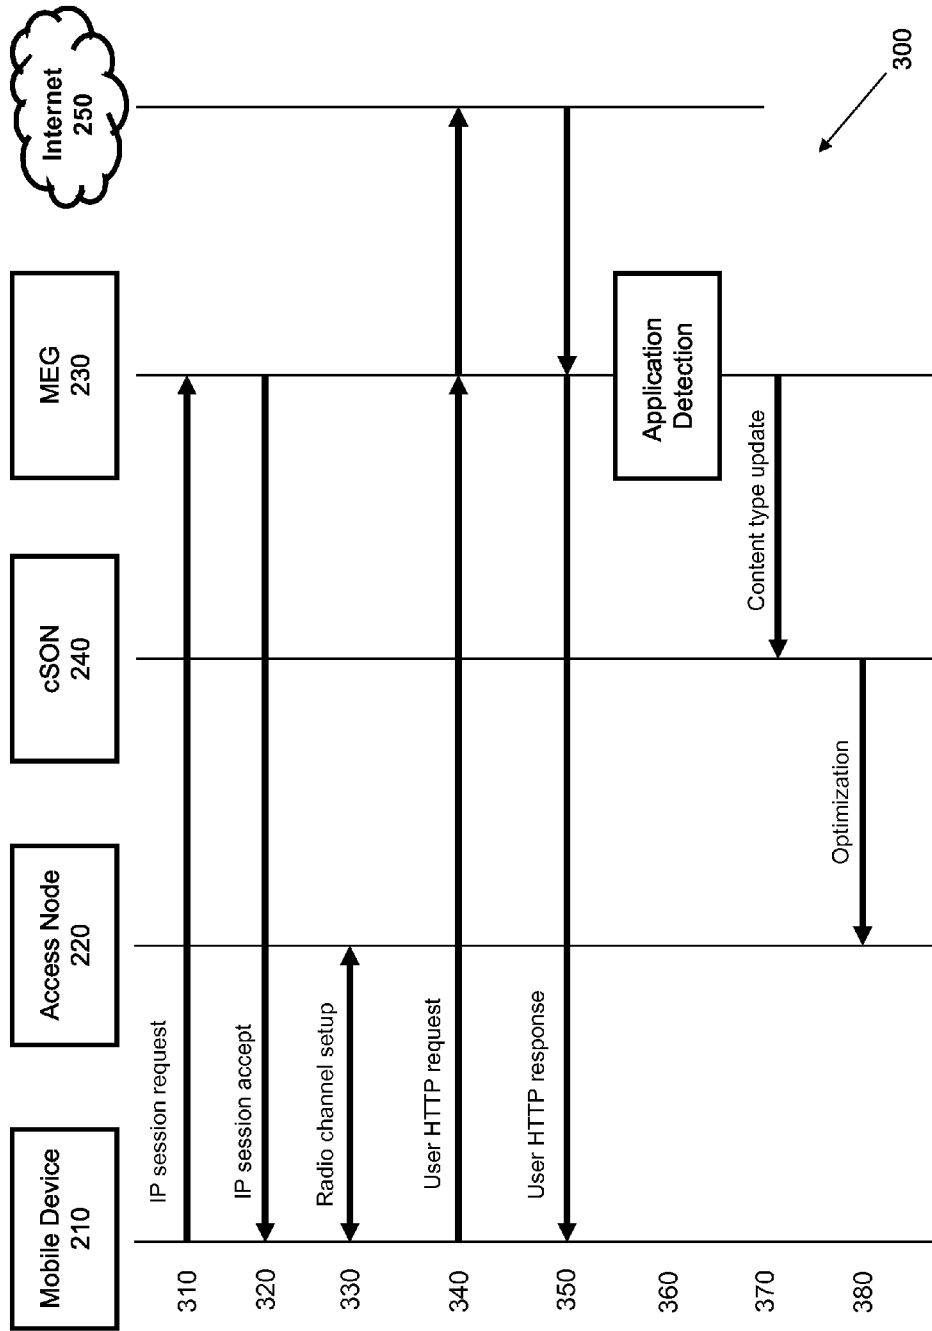 Mobile Device
210
Access Node
220
cSON
240
MEG
230
Internet
250
310
IP session request
320
IP session accept
330
Radio channel setup
340
User HTTP request
350
User HTTP response
360
Application
Detection
370
Content type update
380
Optimization
300